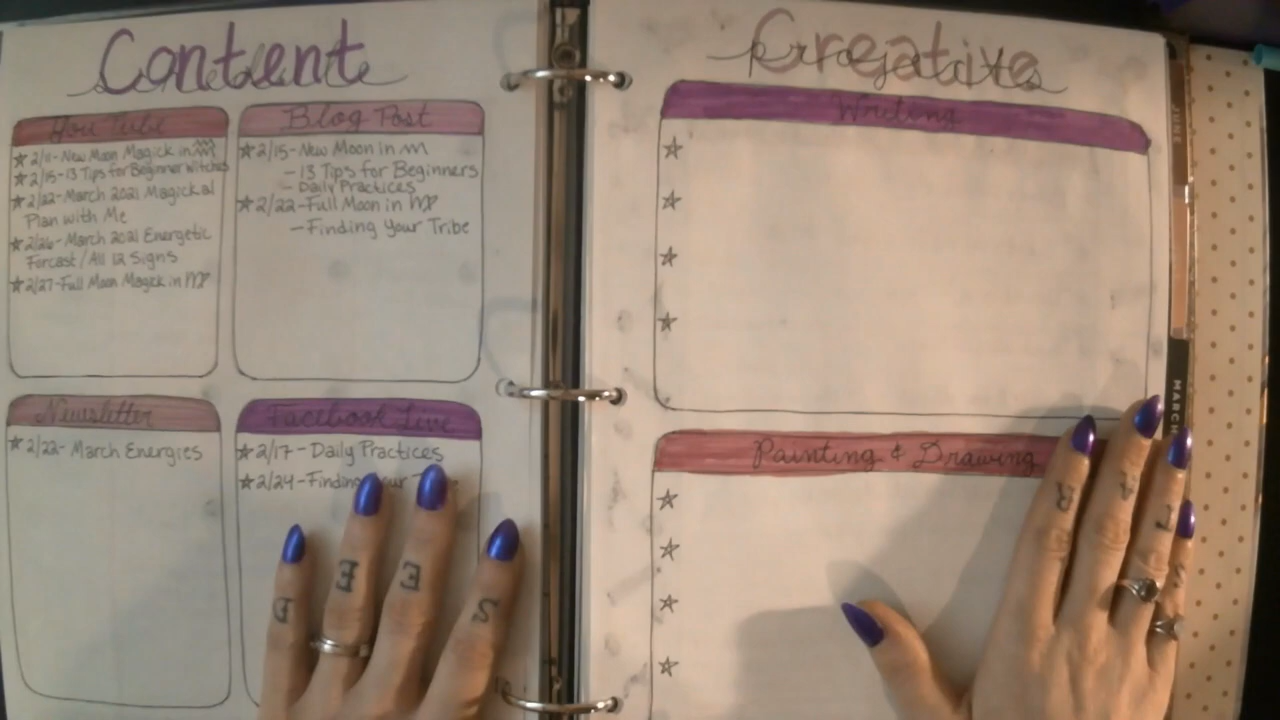 Content
You Tube
☆ 2/11 - New Moon Magick in ♒
☆ 2/15 - 13 Tips for Beginner Witches
☆ 2/22 - March 2021 Magickal
Plan with Me
☆ 2/26 - March 2021 Energetic
Forcast / All 12 Signs
☆ 2/27 - Full Moon Magick in ♍
Blog Post
☆ 2/15 - New Moon in ♒
- 13 Tips for Beginners
- Daily Practices
☆ 2/22 - Full Moon in ♍
- Finding Your Tribe
Newsletter
☆ 2/22 - March Energies
Facebook Live
☆ 2/17 - Daily Practices
☆ 2/24 - Finding
Creative
projects
Writing
☆
☆
☆
☆
Painting & Drawing
☆
☆
☆
☆
JUNE
MARCH